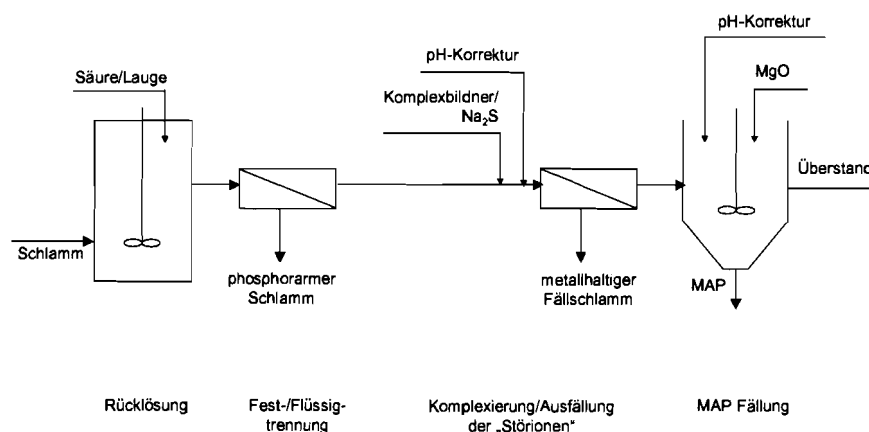 pH-Korrektur
Säure/Lauge
pH-Korrektur
MgO
Komplexbildner/
Na₂S
Überstand
Schlamm
phosphorarmer
Schlamm
metallhaltiger
Fällschlamm
MAP
Rücklösung
Fest-/Flüssig-
trennung
Komplexierung/Ausfällung
der „Störionen“
MAP Fällung